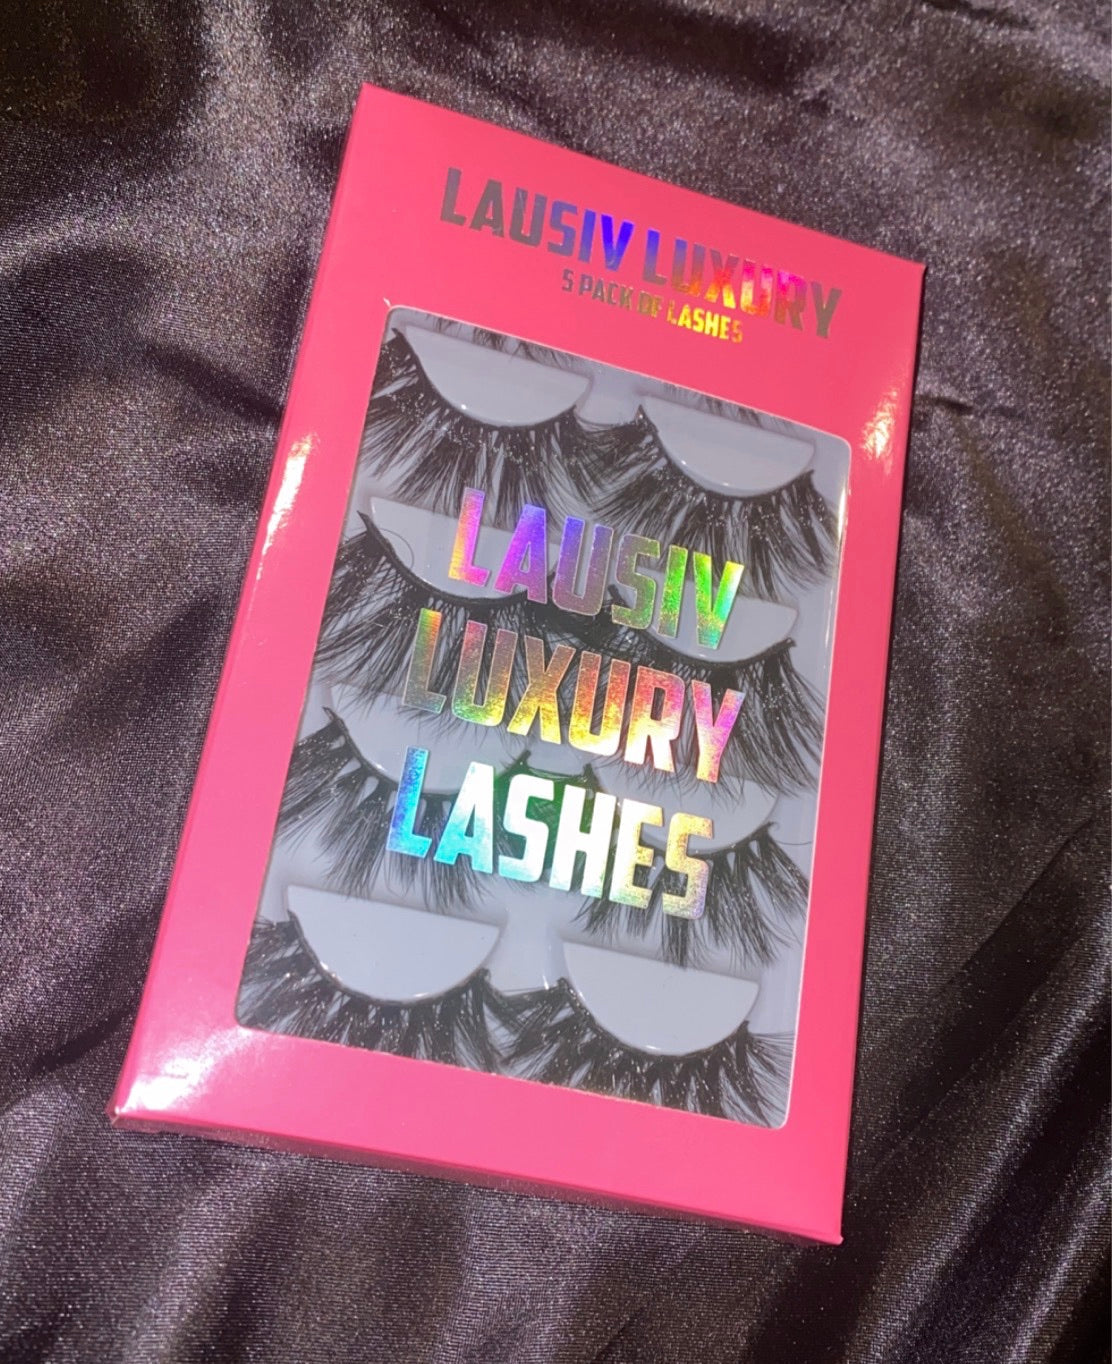 LAUSIV LUXURY
5 PACK OF LASHES
LAUSIV
LUXURY
LASHES